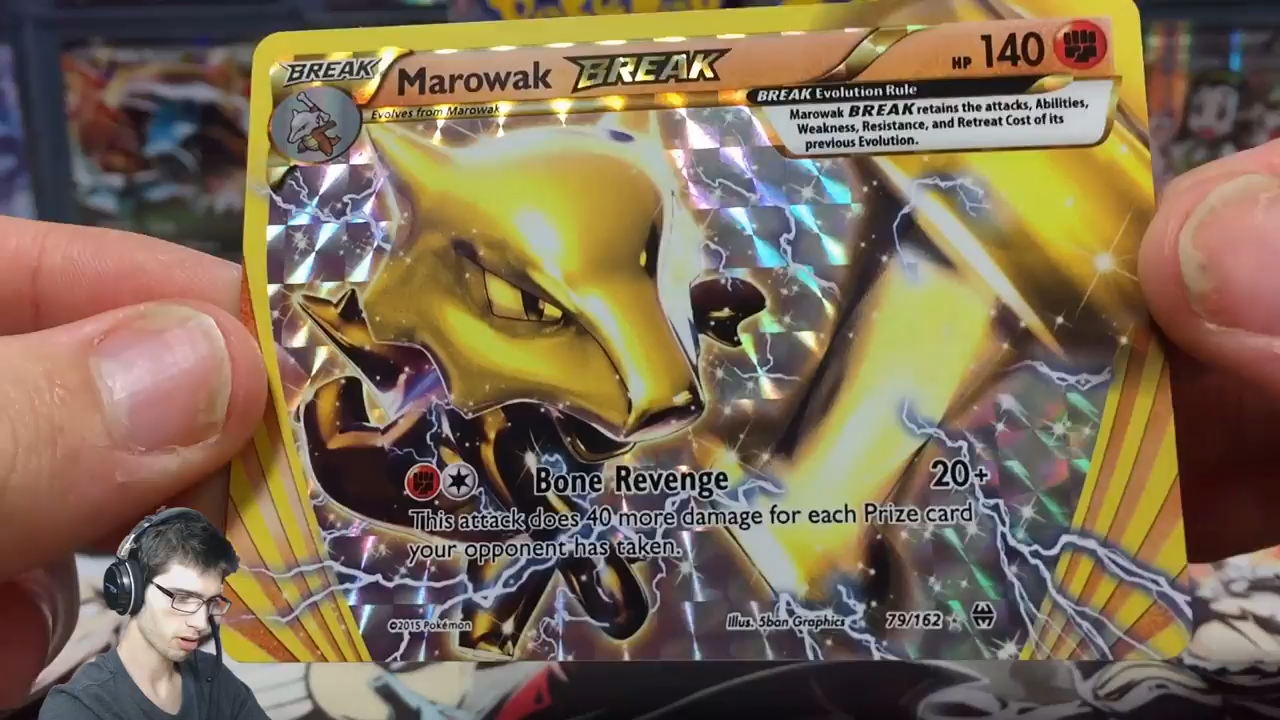 BREAK
Marowak BREAK
HP 140
Evolves from Marowak
BREAK Evolution Rule
Marowak BREAK retains the attacks, Abilities,
Weakness, Resistance, and Retreat Cost of its
previous Evolution.
Bone Revenge 20+
This attack does 40 more damage for each Prize card
your opponent has taken.
©2015 Pokémon
Illus. 5ban Graphics
79/162